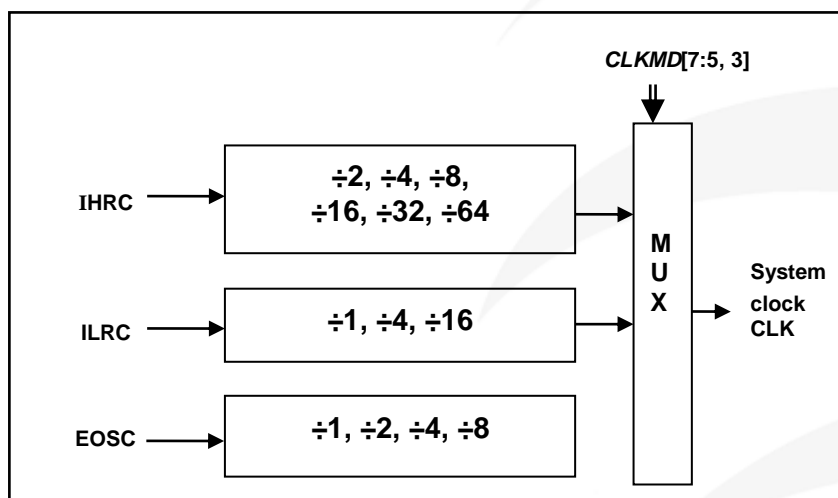 CLKMD[7:5, 3]
IHRC
÷2, ÷4, ÷8,
÷16, ÷32, ÷64
ILRC
÷1, ÷4, ÷16
EOSC
÷1, ÷2, ÷4, ÷8
M
U
X
System
clock
CLK